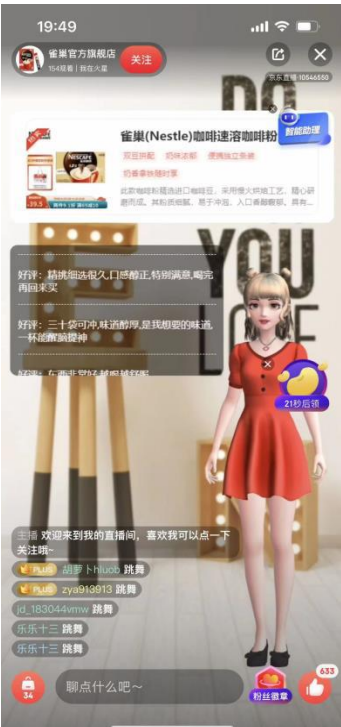 19:49
雀巢官方旗舰店
154观看 | 我在火星
关注
京东直播 10546550
智能助理
雀巢(Nestle)咖啡速溶咖啡粉
双豆拼配 奶味浓郁 便携独立条装
奶香拿铁随时享
此款咖啡粉精选进口咖啡豆，采用慢火烘焙工艺，随心研
磨而成。其粉质细腻、易于冲泡、入口香醇馥郁，具有...
NESCAFE
39.5
DO
YOU
LOVE
好评：精挑细选很久,口感醇正,特别满意,喝完
再回来买
好评：三十袋可冲,味道醇厚,是我想要的味道,
一杯能醒脑提神
21秒后领
主播 欢迎来到我的直播间，喜欢我可以点一下
关注哦~
PLUS 胡萝卜hluob 跳舞
PLUS zya913913 跳舞
jd_183044vmw 跳舞
乐乐十三 跳舞
乐乐十三 跳舞
34
聊点什么吧~
粉丝徽章
633